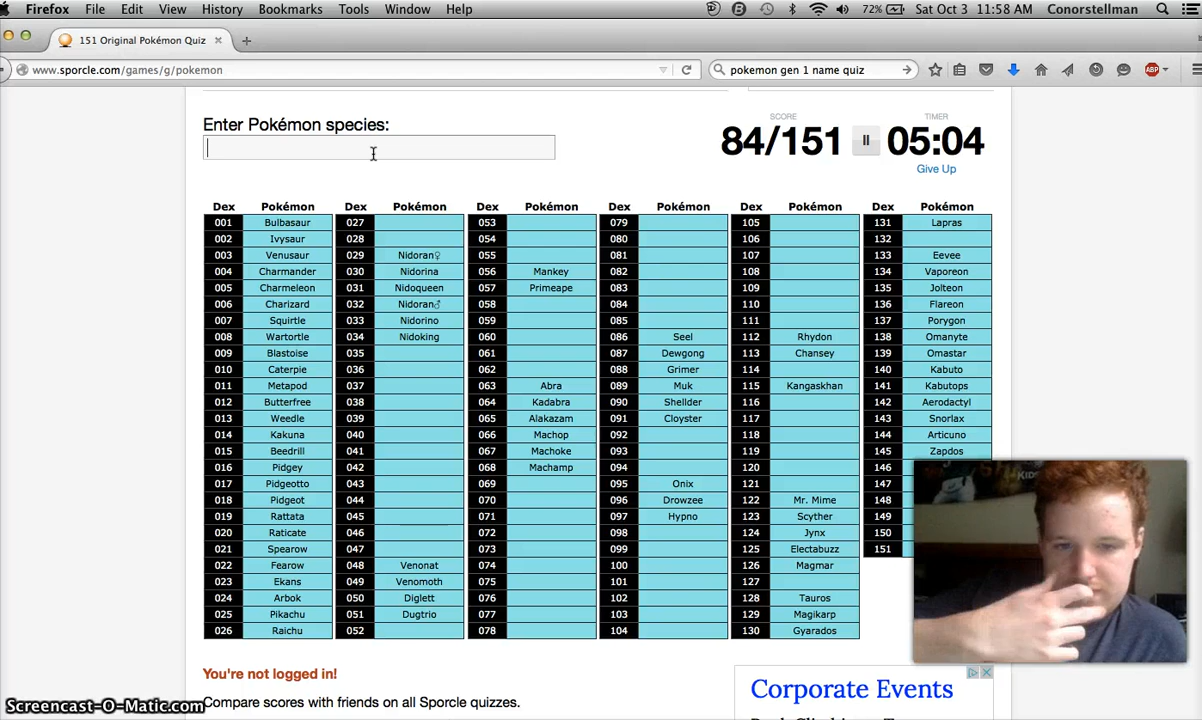 Firefox File Edit View History Bookmarks Tools Window Help 72% Sat Oct 3 11:58 AM Conorstellman
151 Original Pokémon Quiz
www.sporcle.com/games/g/pokemon pokemon gen 1 name quiz ABP
Enter Pokémon species:
SCORE TIMER
84/151 05:04
Give Up
Dex Pokémon Dex Pokémon Dex Pokémon Dex Pokémon Dex Pokémon Dex Pokémon
001 Bulbasaur 027 053 079 105 131 Lapras
002 Ivysaur 028 054 080 106 132
003 Venusaur 029 Nidoran♀ 055 081 107 133 Eevee
004 Charmander 030 Nidorina 056 Mankey 082 108 134 Vaporeon
005 Charmeleon 031 Nidoqueen 057 Primeape 083 109 135 Jolteon
006 Charizard 032 Nidoran♂ 058 084 110 136 Flareon
007 Squirtle 033 Nidorino 059 085 111 137 Porygon
008 Wartortle 034 Nidoking 060 086 Seel 112 Rhydon 138 Omanyte
009 Blastoise 035 061 087 Dewgong 113 Chansey 139 Omastar
010 Caterpie 036 062 088 Grimer 114 140 Kabuto
011 Metapod 037 063 Abra 089 Muk 115 Kangaskhan 141 Kabutops
012 Butterfree 038 064 Kadabra 090 Shellder 116 142 Aerodactyl
013 Weedle 039 065 Alakazam 091 Cloyster 117 143 Snorlax
014 Kakuna 040 066 Machop 092 118 144 Articuno
015 Beedrill 041 067 Machoke 093 119 145 Zapdos
016 Pidgey 042 068 Machamp 094 120 146
017 Pidgeotto 043 069 095 Onix 121 147
018 Pidgeot 044 070 096 Drowzee 122 Mr. Mime 148
019 Rattata 045 071 097 Hypno 123 Scyther 149
020 Raticate 046 072 098 124 Jynx 150
021 Spearow 047 073 099 125 Electabuzz 151
022 Fearow 048 Venonat 074 100 126 Magmar
023 Ekans 049 Venomoth 075 101 127
024 Arbok 050 Diglett 076 102 128 Tauros
025 Pikachu 051 Dugtrio 077 103 129 Magikarp
026 Raichu 052 078 104 130 Gyarados
You're not logged in!
Compare scores with friends on all Sporcle quizzes.
Corporate Events
Screencast-O-Matic.com